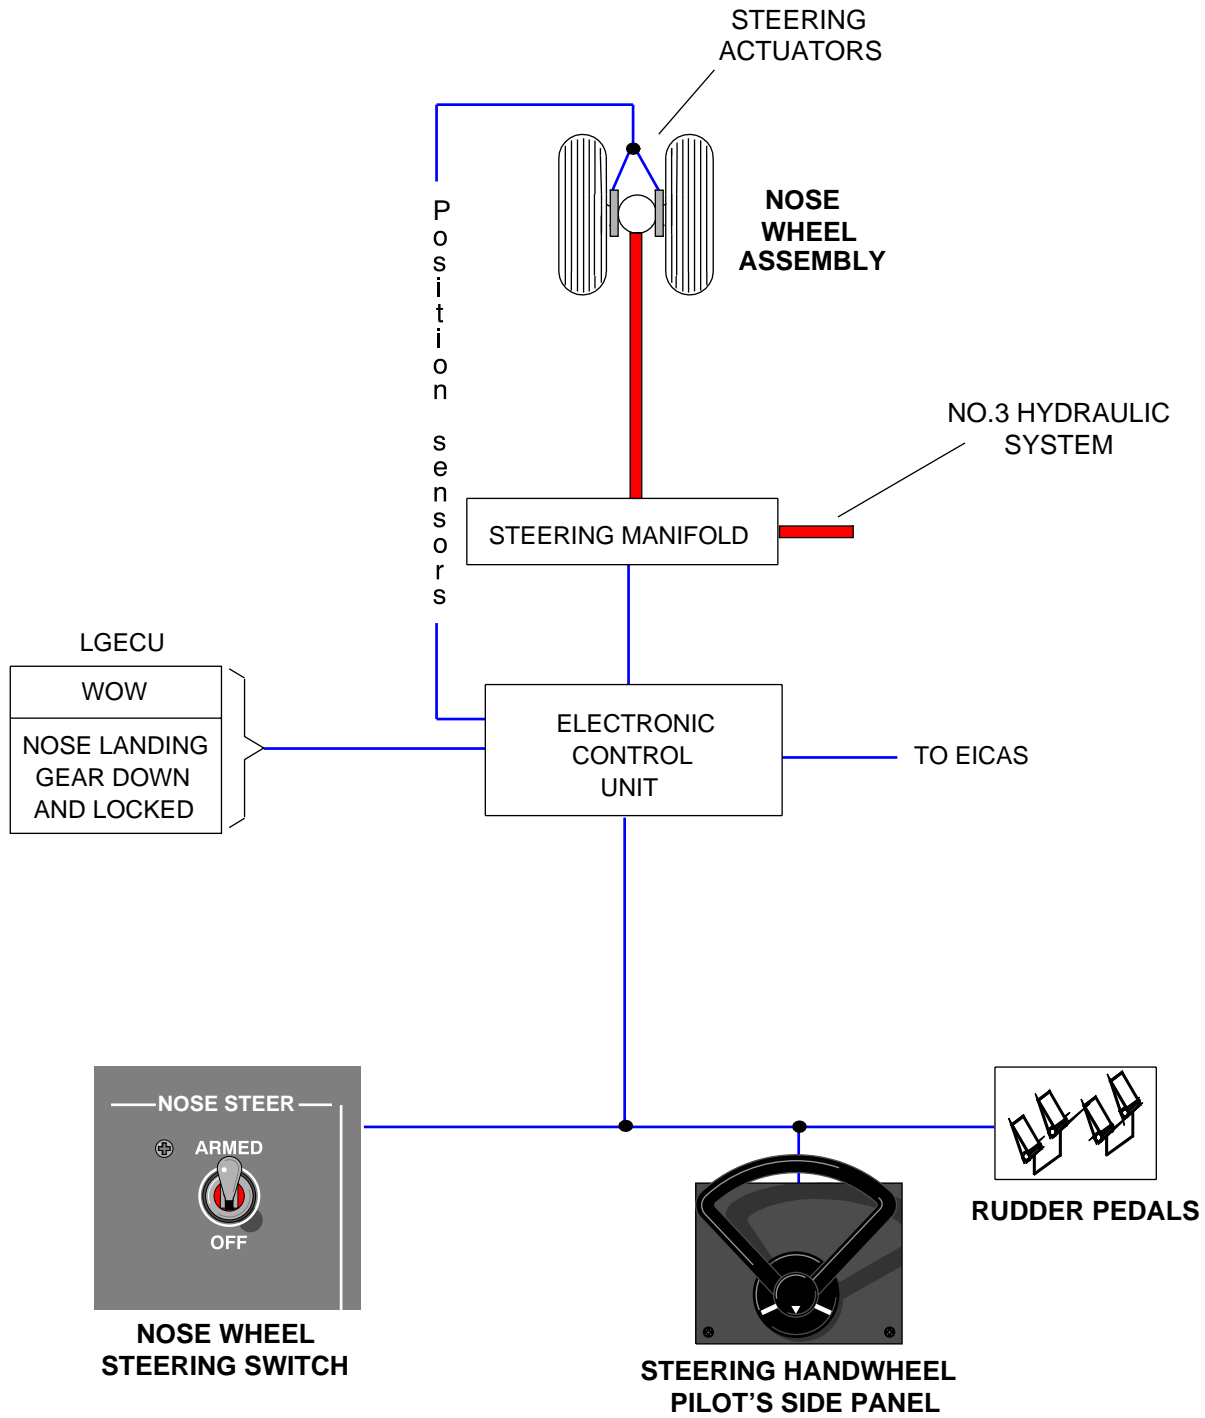 STEERING
ACTUATORS
NOSE
WHEEL
ASSEMBLY
Position sensors
NO.3 HYDRAULIC
SYSTEM
STEERING MANIFOLD
LGECU
WOW
NOSE LANDING
GEAR DOWN
AND LOCKED
ELECTRONIC
CONTROL
UNIT
TO EICAS
NOSE STEER
ARMED
OFF
NOSE WHEEL
STEERING SWITCH
RUDDER PEDALS
STEERING HANDWHEEL
PILOT'S SIDE PANEL